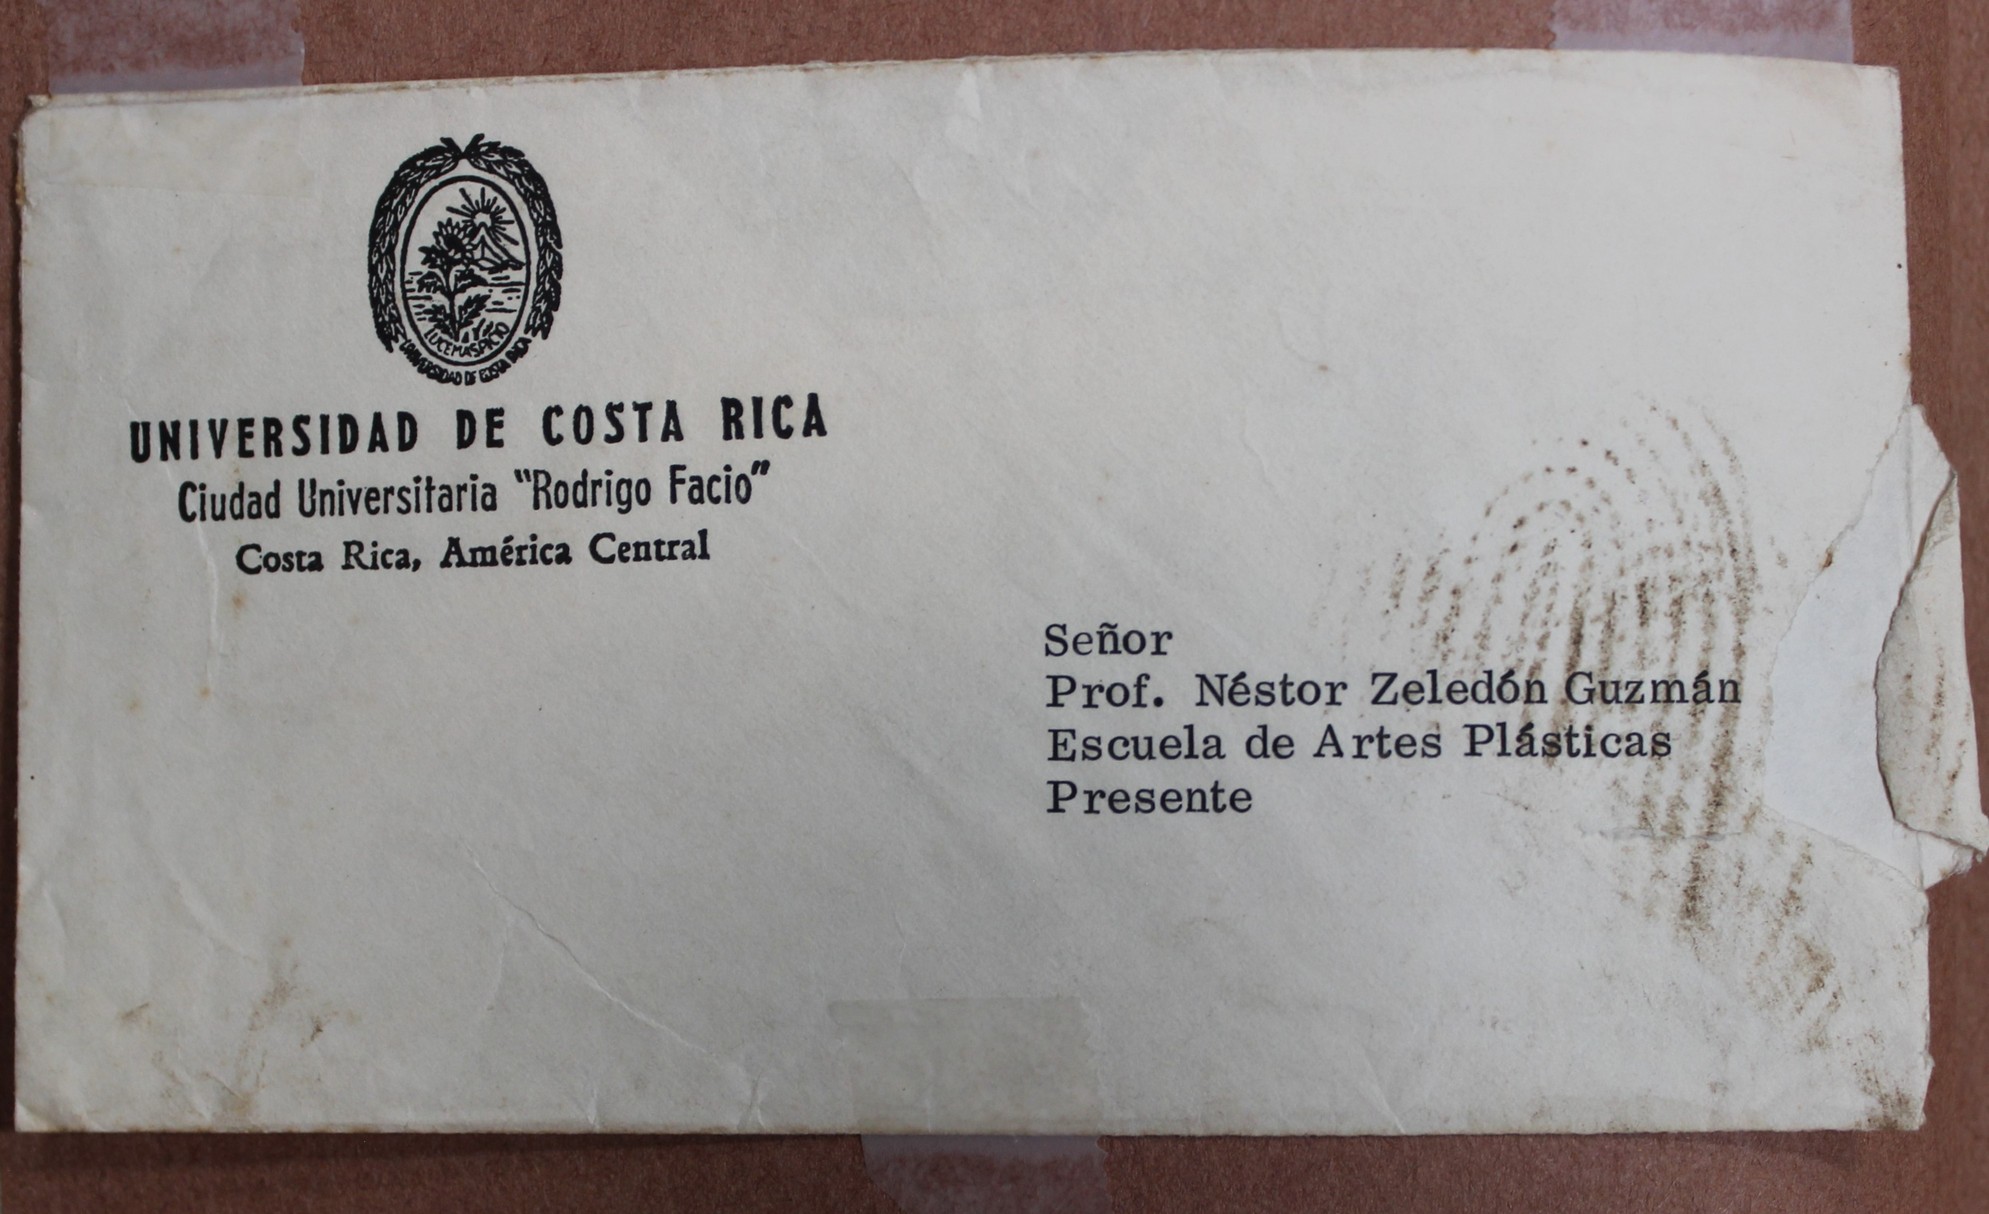 LUCEM ASPICIO
UNIVERSIDAD DE COSTA RICA
UNIVERSIDAD DE COSTA RICA
Ciudad Universitaria "Rodrigo Facio"
Costa Rica, América Central
Señor
Prof. Néstor Zeledón Guzmán
Escuela de Artes Plásticas
Presente